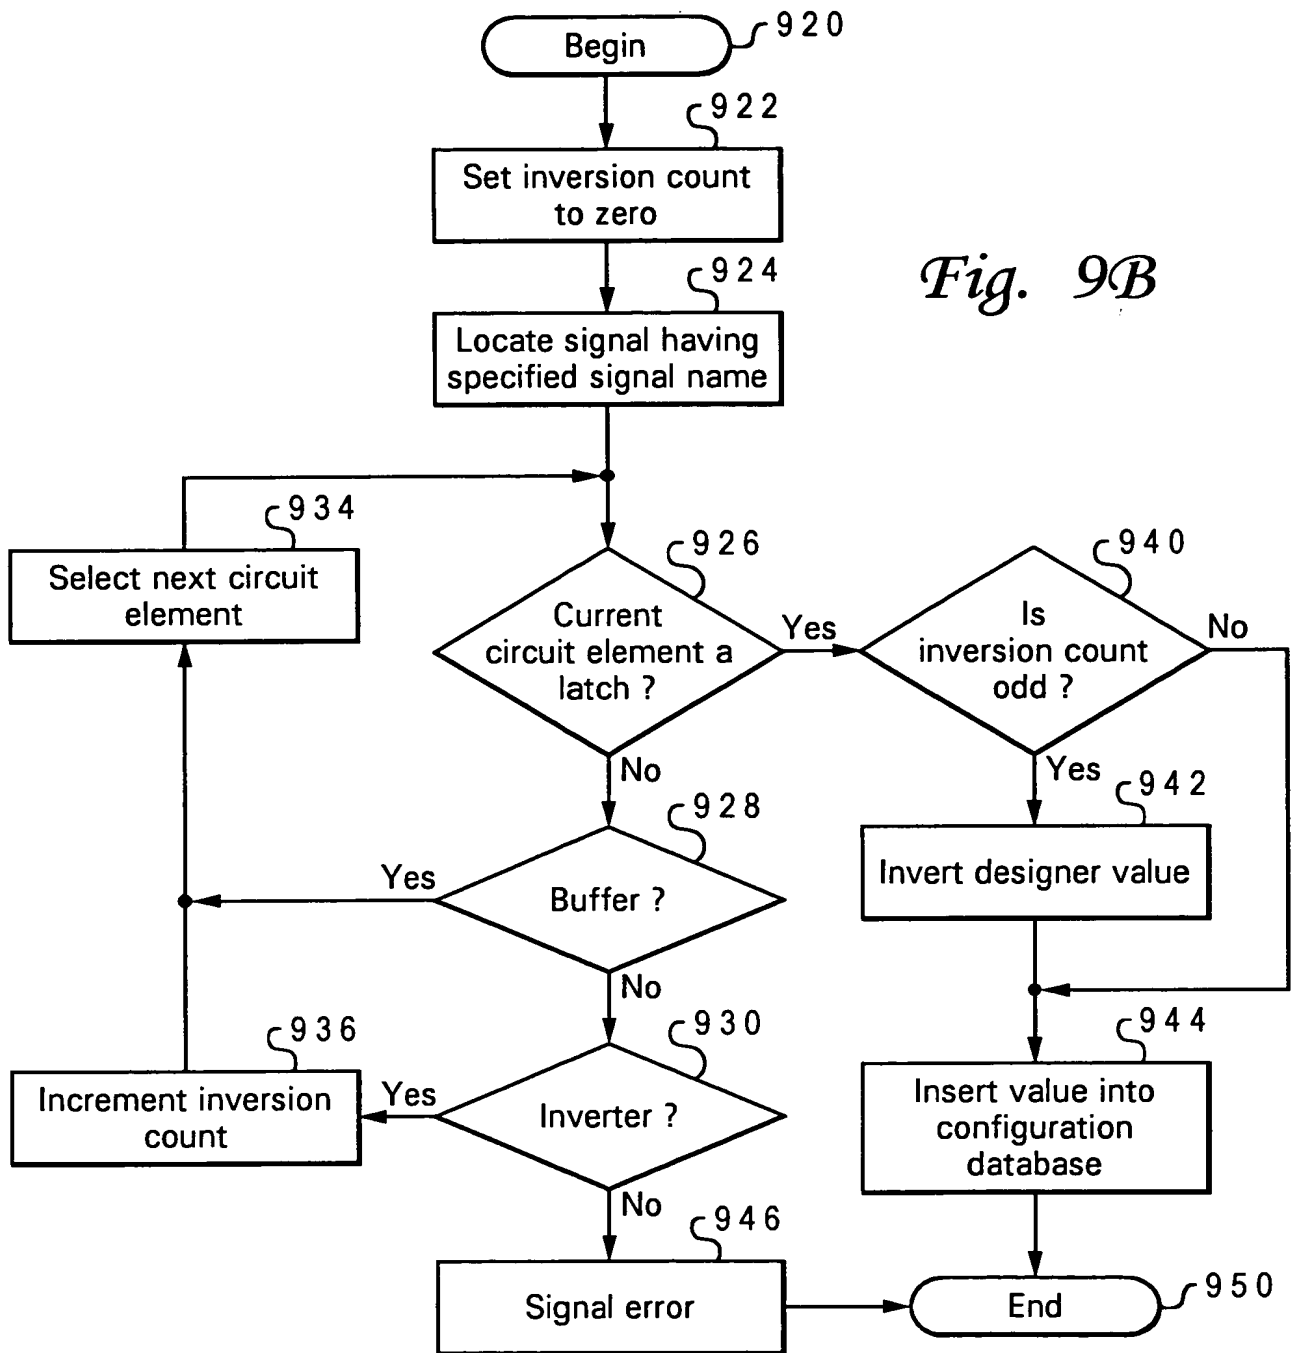 Begin
920
922
Set inversion count
to zero
924
Fig. 9B
Locate signal having
specified signal name
934
Select next circuit
element
926
Current
circuit element a
latch ?
Yes
940
Is
inversion count
odd ?
No
No
Yes
928
942
Yes
Buffer ?
Invert designer value
No
936
930
944
Increment inversion
count
Yes
Inverter ?
Insert value into
configuration
database
No
946
Signal error
End
950